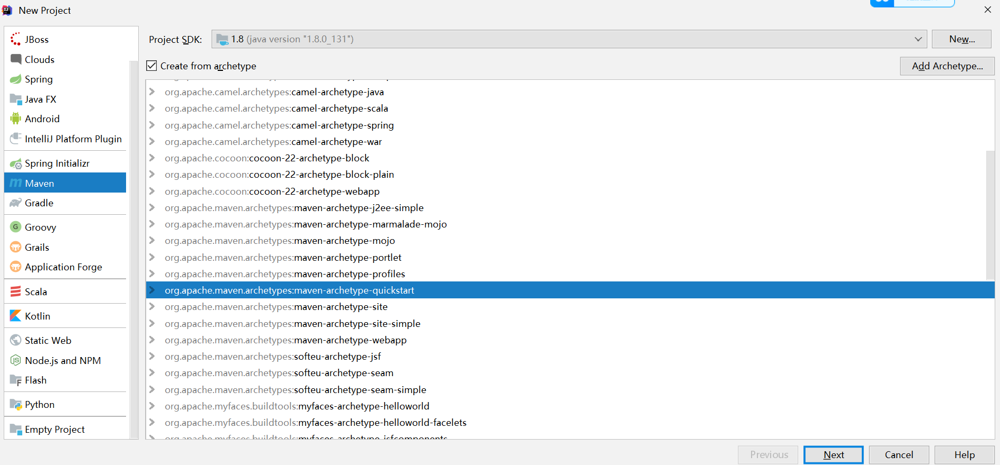 New Project
JBoss
Clouds
Spring
Java FX
Android
IntelliJ Platform Plugin
Spring Initializr
Maven
Gradle
Groovy
Grails
Application Forge
Scala
Kotlin
Static Web
Node.js and NPM
Flash
Python
Empty Project
Project SDK: 1.8 (java version "1.8.0_131") New...
Create from archetype Add Archetype...
org.apache.camel.archetypes:camel-archetype-java
org.apache.camel.archetypes:camel-archetype-scala
org.apache.camel.archetypes:camel-archetype-spring
org.apache.camel.archetypes:camel-archetype-war
org.apache.cocoon:cocoon-22-archetype-block
org.apache.cocoon:cocoon-22-archetype-block-plain
org.apache.cocoon:cocoon-22-archetype-webapp
org.apache.maven.archetypes:maven-archetype-j2ee-simple
org.apache.maven.archetypes:maven-archetype-marmalade-mojo
org.apache.maven.archetypes:maven-archetype-mojo
org.apache.maven.archetypes:maven-archetype-portlet
org.apache.maven.archetypes:maven-archetype-profiles
org.apache.maven.archetypes:maven-archetype-quickstart
org.apache.maven.archetypes:maven-archetype-site
org.apache.maven.archetypes:maven-archetype-site-simple
org.apache.maven.archetypes:maven-archetype-webapp
org.apache.maven.archetypes:softeu-archetype-jsf
org.apache.maven.archetypes:softeu-archetype-seam
org.apache.maven.archetypes:softeu-archetype-seam-simple
org.apache.myfaces.buildtools:myfaces-archetype-helloworld
org.apache.myfaces.buildtools:myfaces-archetype-helloworld-facelets
org.apache.myfaces.buildtools:myfaces-archetype-jsfcomponents
Previous Next Cancel Help